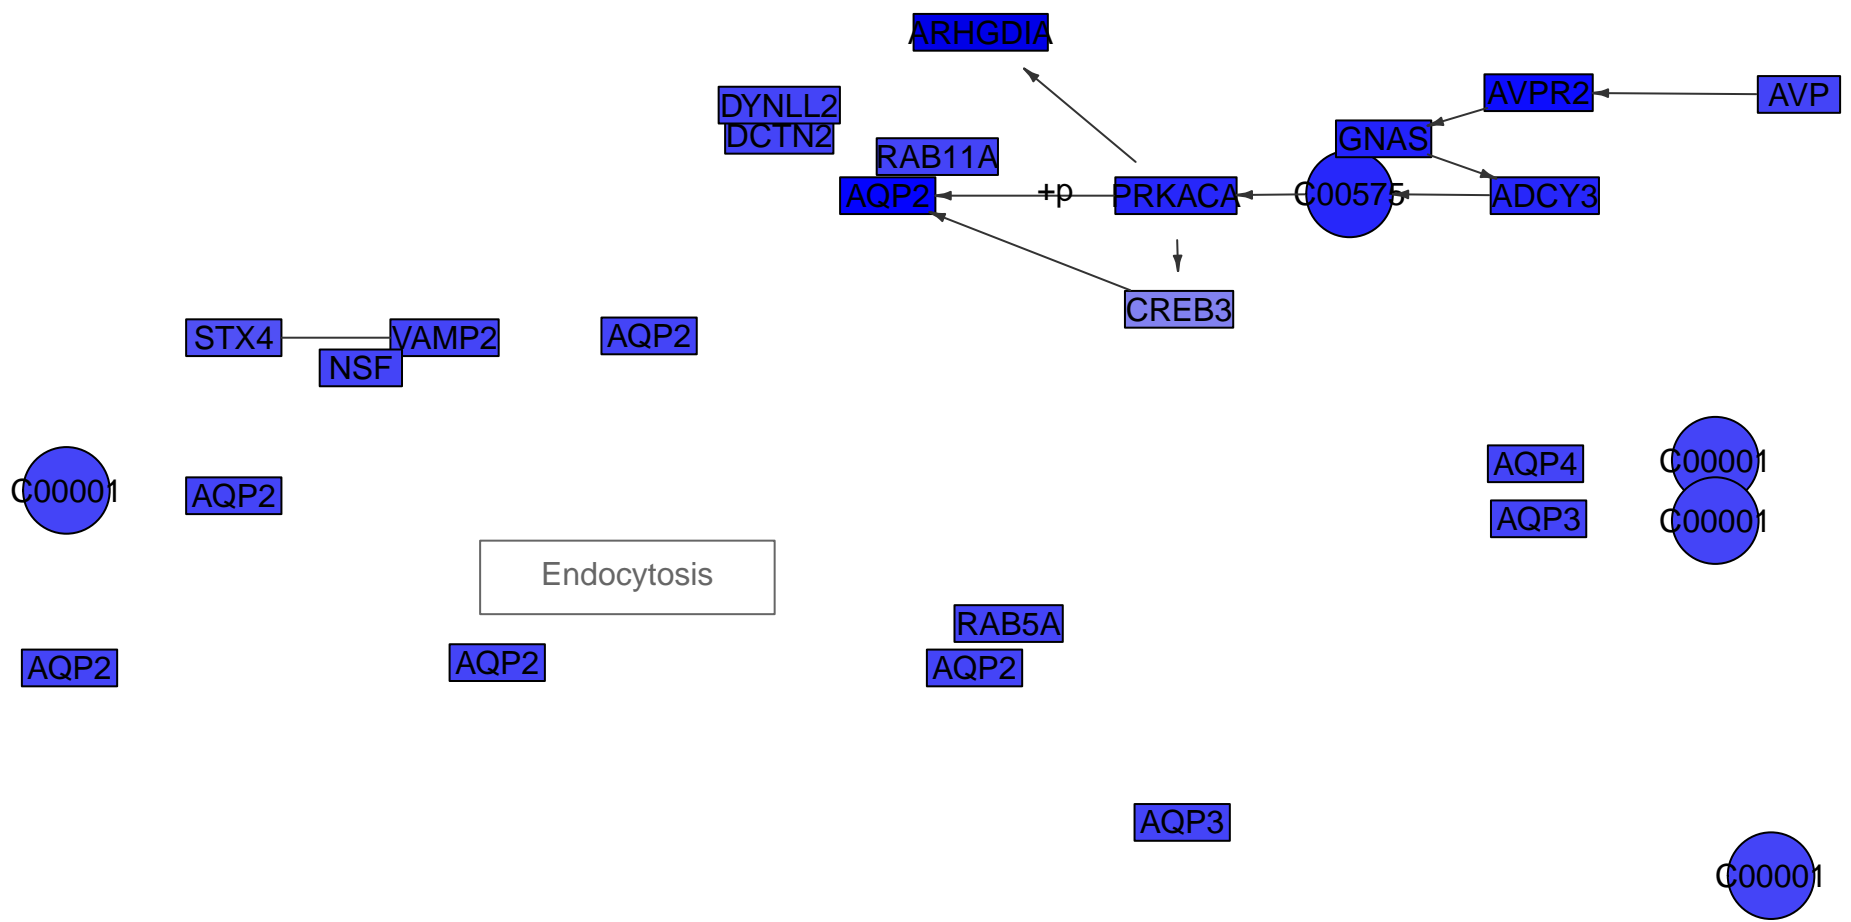 ARHGDIA
DYNLL2
DCTN2
RAB11A
AVPR2
AVP
GNAS
AQP2
+p
PRKACA
C00575
ADCY3
CREB3
STX4
VAMP2
NSF
AQP2
C00001
AQP2
AQP4
C00001
AQP3
C00001
Endocytosis
RAB5A
AQP2
AQP2
AQP2
AQP3
C00001